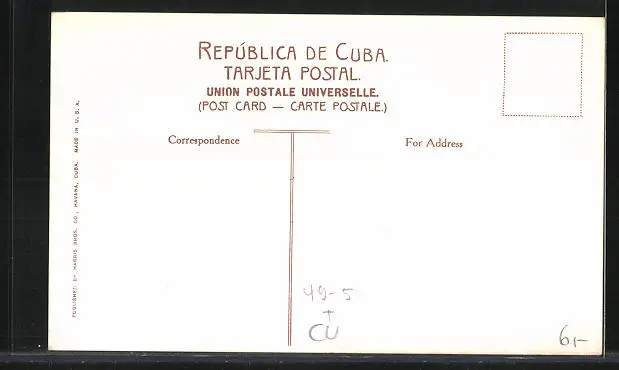 REPÚBLICA DE CUBA.
TARJETA POSTAL.
UNION POSTALE UNIVERSELLE.
(POST CARD — CARTE POSTALE.)
Correspondence
For Address
PUBLISHED BY HARRIS BROS. CO., HAVANA, CUBA. MADE IN U. S. A.
49-5
+
CU
6,-